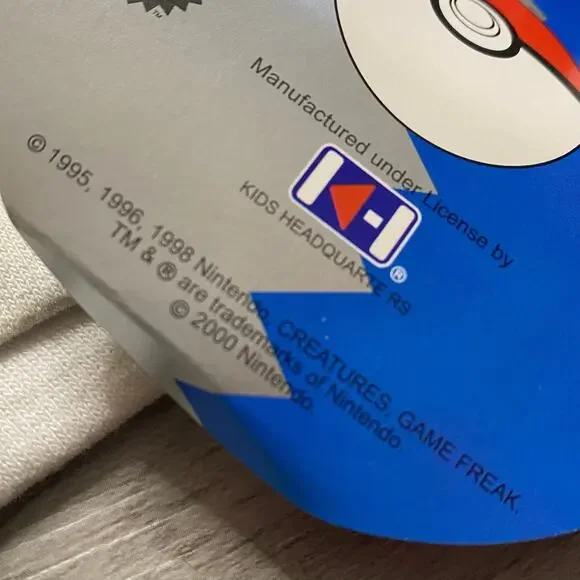 ™
Manufactured under License by
®
KIDS HEADQUARTERS
© 1995, 1996, 1998 Nintendo, CREATURES, GAME FREAK.
TM & ® are trademarks of Nintendo.
© 2000 Nintendo.